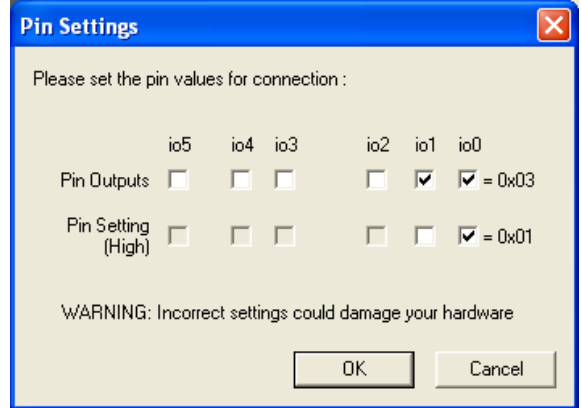 Pin Settings
Please set the pin values for connection :
io5 io4 io3 io2 io1 io0
Pin Outputs = 0x03
Pin Setting
(High) = 0x01
WARNING: Incorrect settings could damage your hardware
OK Cancel